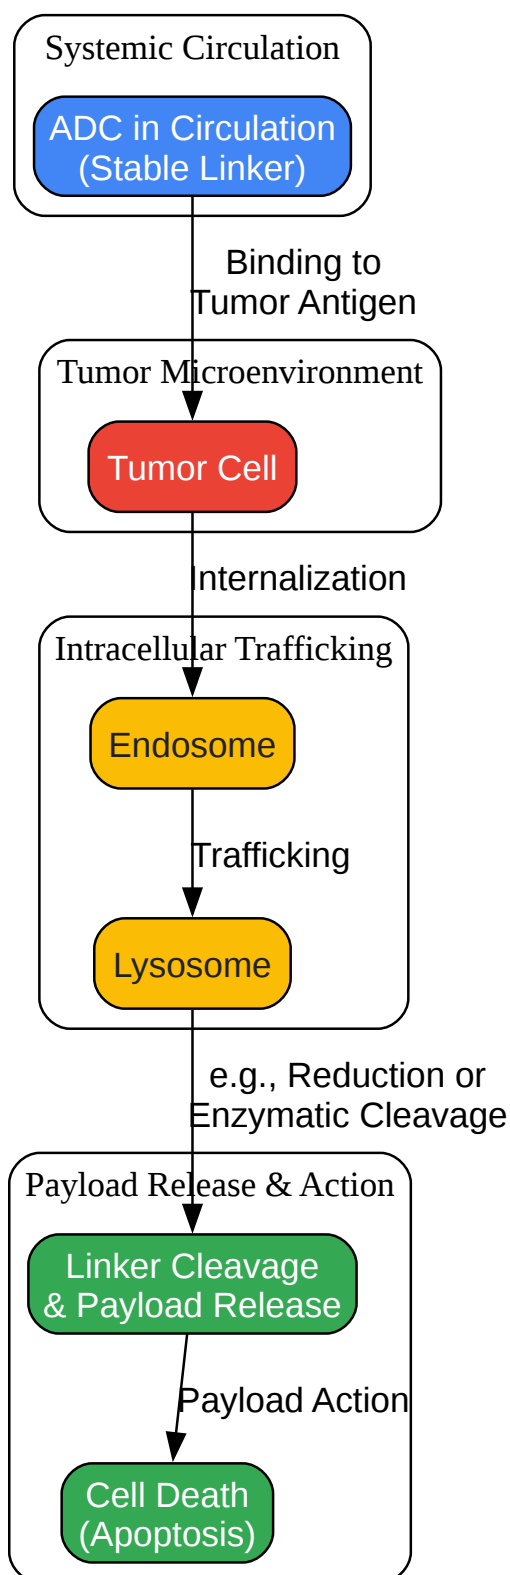 Systemic Circulation
ADC in Circulation
(Stable Linker)
Binding to
Tumor Antigen
Tumor Microenvironment
Tumor Cell
Internalization
Intracellular Trafficking
Endosome
Trafficking
Lysosome
e.g., Reduction or
Enzymatic Cleavage
Payload Release & Action
Linker Cleavage
& Payload Release
Payload Action
Cell Death
(Apoptosis)